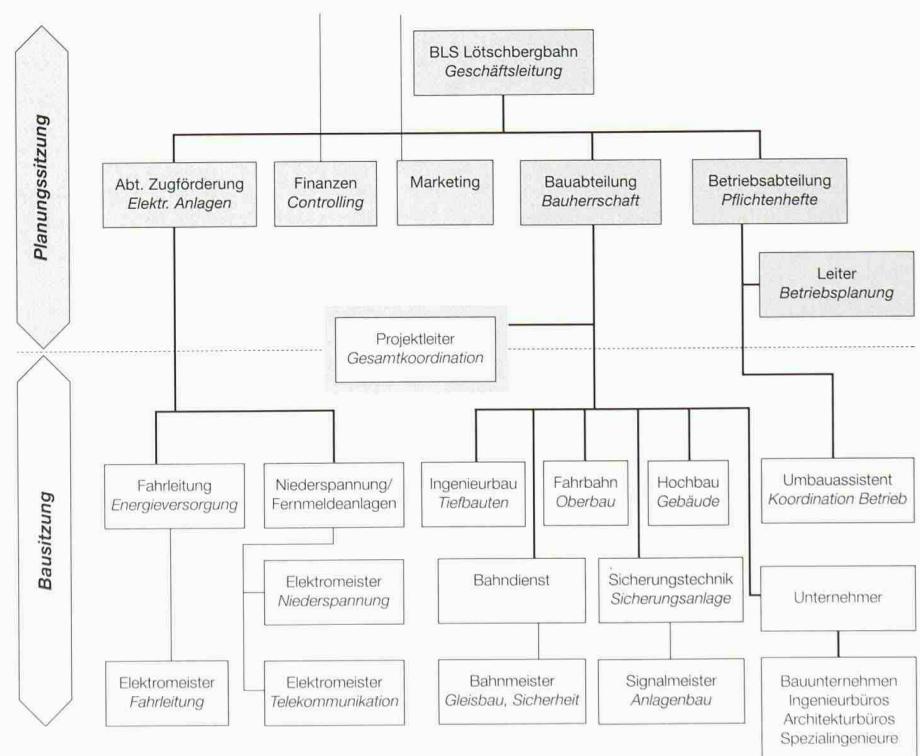 Planungssitzung
BLS Lötschbergbahn
Geschäftsleitung
Abt. Zugförderung
Elektr. Anlagen
Finanzen
Controlling
Marketing
Bauabteilung
Bauherrschaft
Betriebsabteilung
Pflichtenhefte
Leiter
Betriebsplanung
Projektleiter
Gesamtkoordination
Bausitzung
Fahrleitung
Energieversorgung
Niederspannung/
Fernmeldeanlagen
Ingenieurbau
Tiefbauten
Fahrbahn
Oberbau
Hochbau
Gebäude
Umbauassistent
Koordination Betrieb
Elektromeister
Niederspannung
Bahndienst
Sicherungstechnik
Sicherungsanlage
Unternehmer
Elektromeister
Fahrleitung
Elektromeister
Telekommunikation
Bahnmeister
Gleisbau, Sicherheit
Signalmeister
Anlagenbau
Bauunternehmen
Ingenieurbüros
Architekturbüros
Spezialingenieure